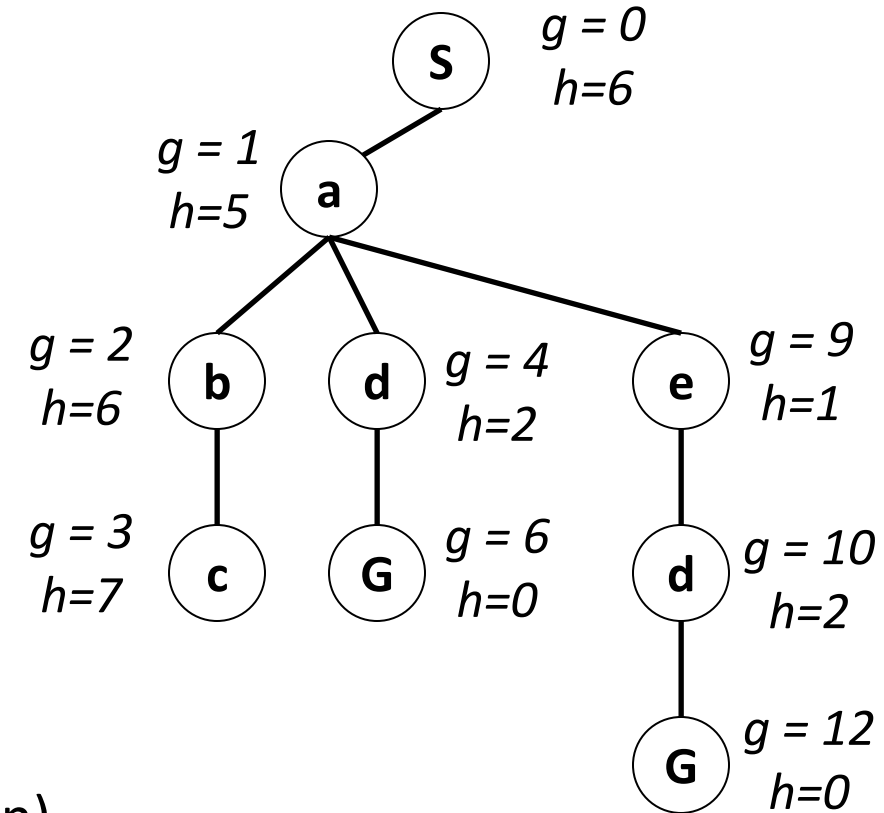 S
g = 0
h=6
g = 1
h=5
a
g = 2
h=6
b
d
g = 4
h=2
e
g = 9
h=1
g = 3
h=7
c
G
g = 6
h=0
d
g = 10
h=2
G
g = 12
h=0
n)